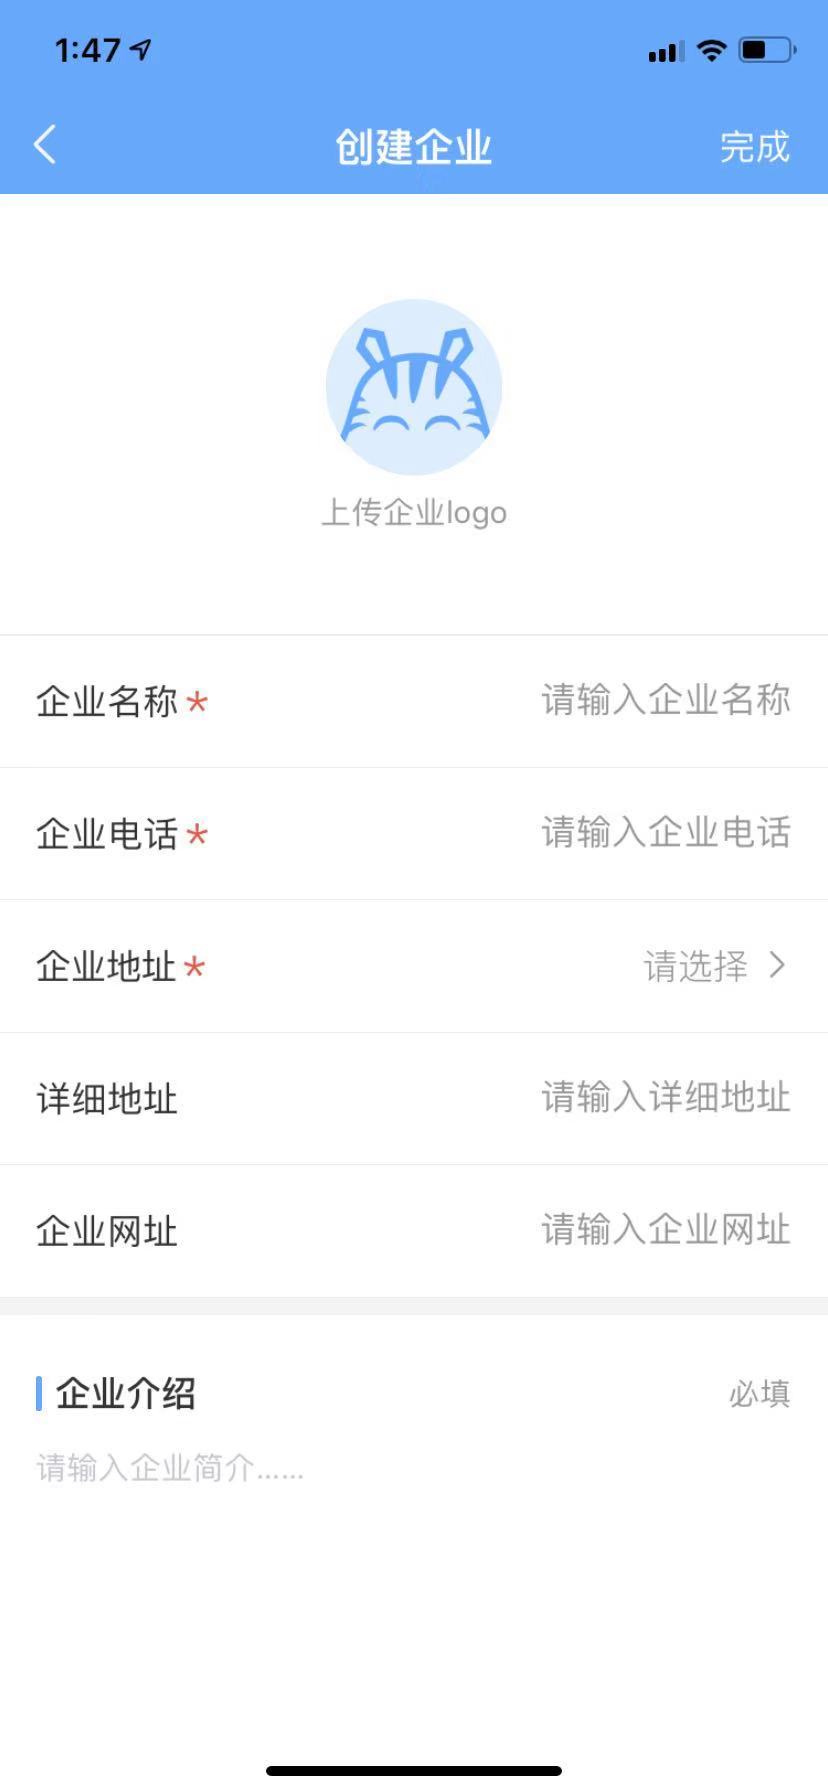 1:47
创建企业
完成
上传企业logo
企业名称* 请输入企业名称
企业电话* 请输入企业电话
企业地址* 请选择
详细地址 请输入详细地址
企业网址 请输入企业网址
企业介绍 必填
请输入企业简介......